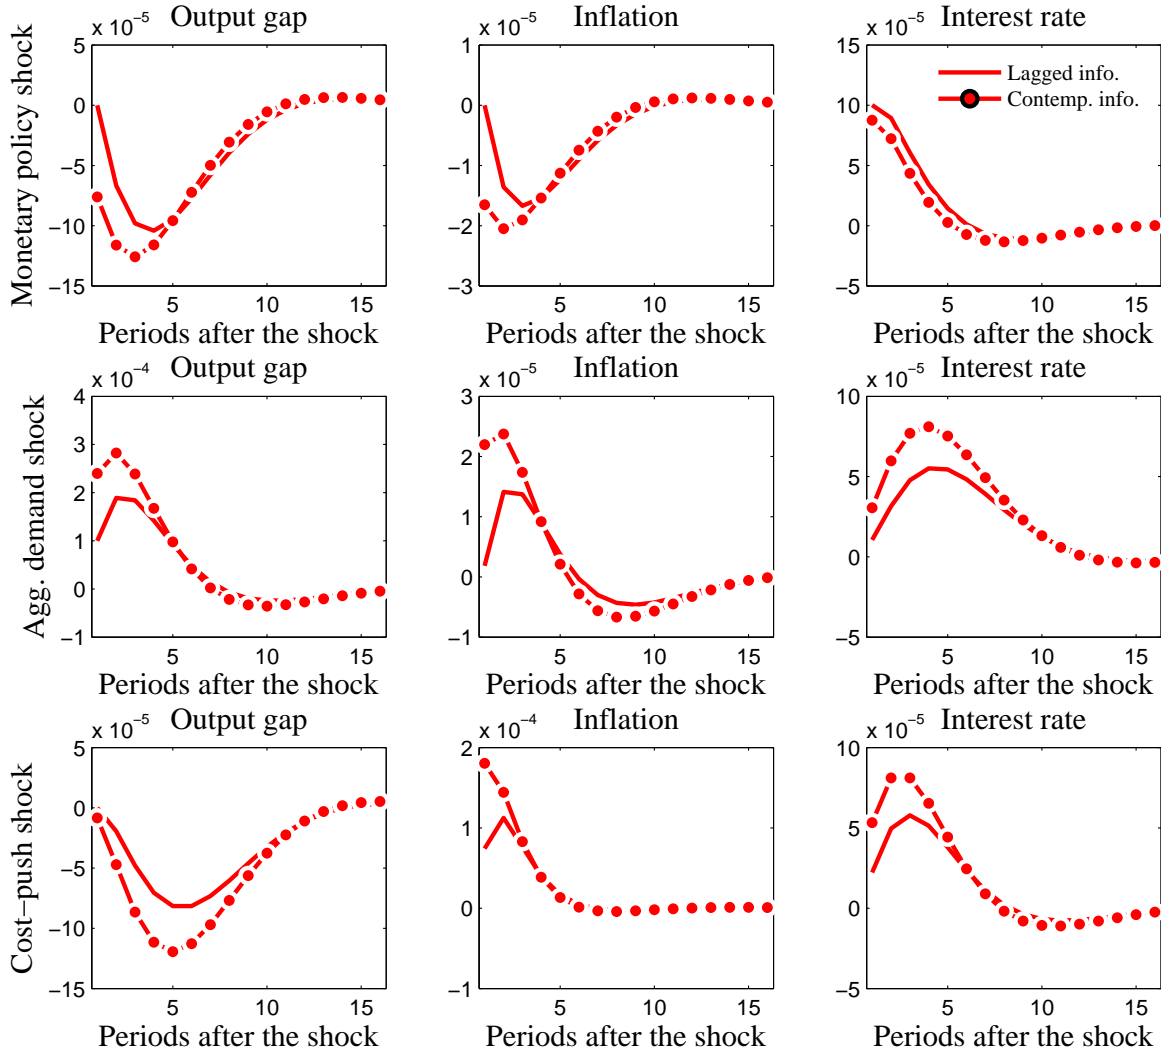 x 10−5 Output gap
x 10−5 Inflation
x 10−5 Interest rate
Monetary policy shock
5
0
−5
−10
−15
5 10 15
Periods after the shock
1
0
−1
−2
−3
5 10 15
Periods after the shock
15
10
5
0
−5
5 10 15
Periods after the shock
Lagged info.
Contemp. info.
x 10−4 Output gap
x 10−5 Inflation
x 10−5 Interest rate
Agg. demand shock
4
3
2
1
0
−1
5 10 15
Periods after the shock
3
2
1
0
−1
5 10 15
Periods after the shock
10
5
0
−5
5 10 15
Periods after the shock
x 10−5 Output gap
x 10−4 Inflation
x 10−5 Interest rate
Cost−push shock
5
0
−5
−10
−15
5 10 15
Periods after the shock
2
1
0
−1
5 10 15
Periods after the shock
10
5
0
−5
5 10 15
Periods after the shock